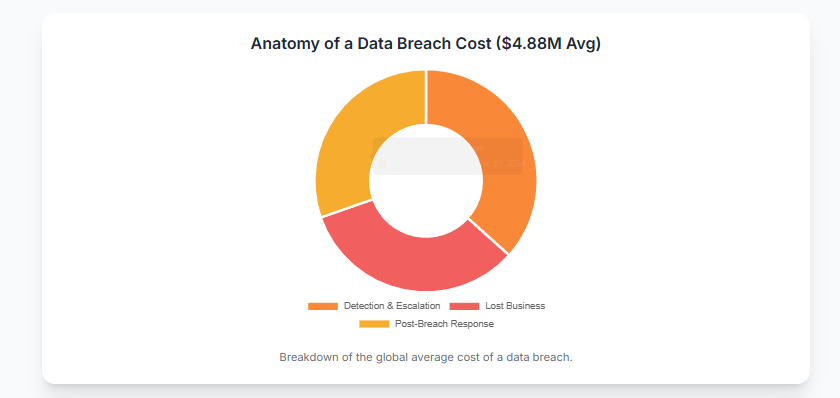 Anatomy of a Data Breach Cost ($4.88M Avg)
Detection & Escalation Lost Business
Post-Breach Response
Breakdown of the global average cost of a data breach.